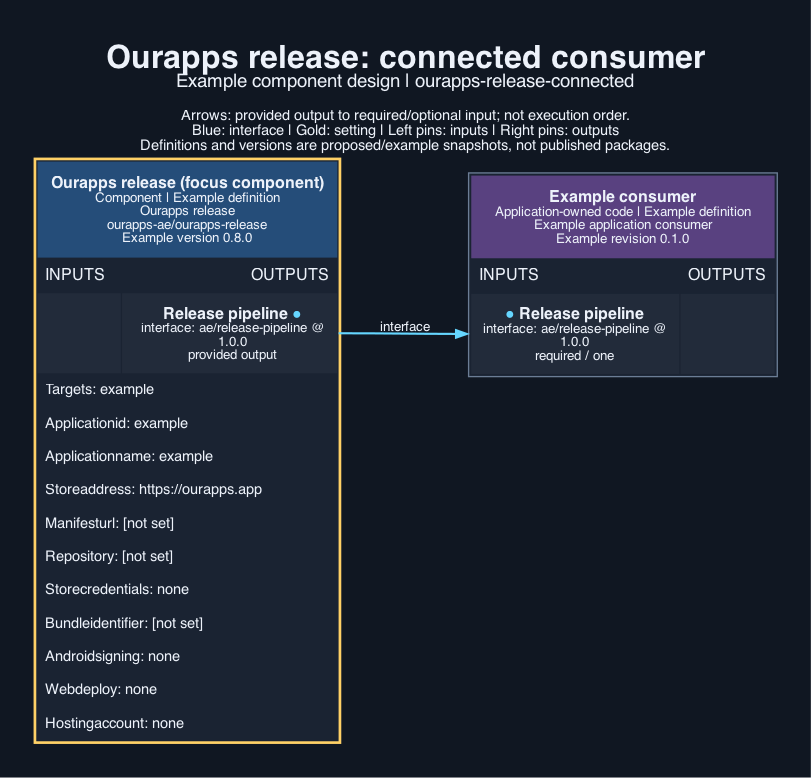 Ourapps release: connected consumer
Example component design | ourapps-release-connected
Arrows: provided output to required/optional input; not execution order.
Blue: interface | Gold: setting | Left pins: inputs | Right pins: outputs
Definitions and versions are proposed/example snapshots, not published packages.
Ourapps release (focus component)
Component | Example definition
Ourapps release
ourapps-ae/ourapps-release
Example version 0.8.0
INPUTS
OUTPUTS
Release pipeline
interface: ae/release-pipeline @
1.0.0
provided output
Targets: example
Applicationid: example
Applicationname: example
Storeaddress: https://ourapps.app
Manifesturl: [not set]
Repository: [not set]
Storecredentials: none
Bundleidentifier: [not set]
Androidsigning: none
Webdeploy: none
Hostingaccount: none
interface
Example consumer
Application-owned code | Example definition
Example application consumer
Example revision 0.1.0
INPUTS
OUTPUTS
Release pipeline
interface: ae/release-pipeline @
1.0.0
required / one